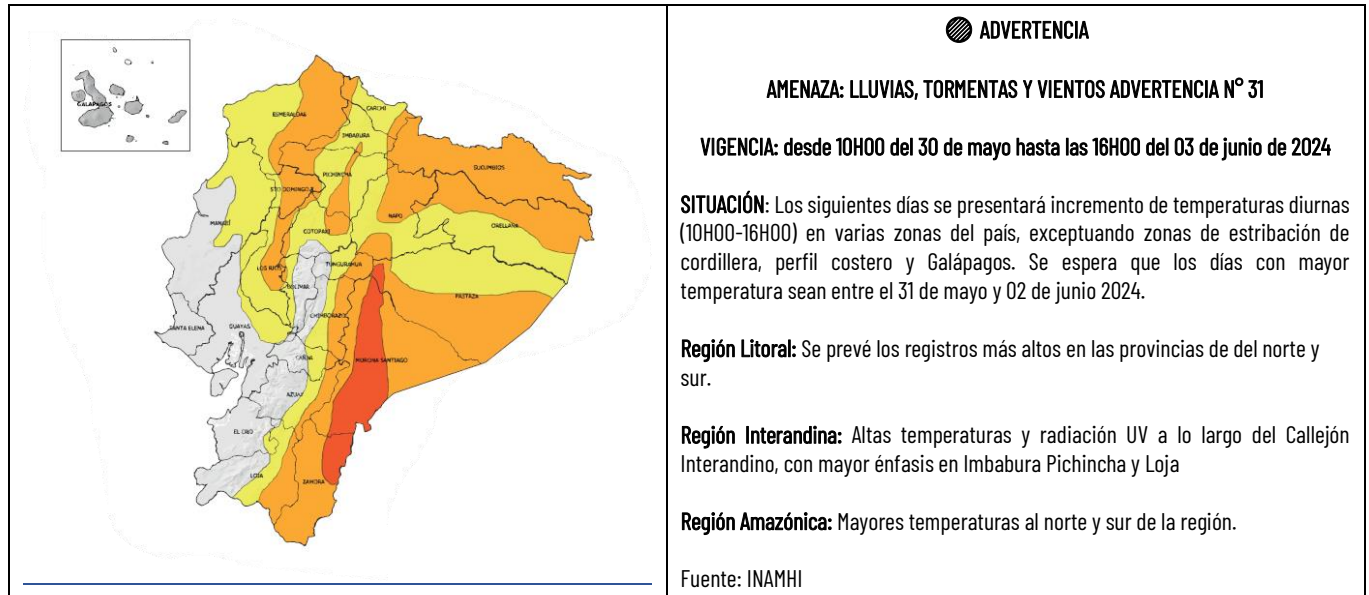 GALÁPAGOS
ESMERALDAS
CARCHI
IMBABURA
SUCUMBIOS
PICHINCHA
STO DOMINGO
MANABÍ
NAPO
ORELLANA
COTOPAXI
TUNGURAHUA
LOS RIOS
BOLIVAR
PASTAZA
CHIMBORAZO
SANTA ELENA
GUAYAS
MORONA SANTIAGO
CAÑAR
AZUAY
EL ORO
LOJA
ZAMORA
ADVERTENCIA
AMENAZA: LLUVIAS, TORMENTAS Y VIENTOS ADVERTENCIA N° 31
VIGENCIA: desde 10H00 del 30 de mayo hasta las 16H00 del 03 de junio de 2024
SITUACIÓN: Los siguientes días se presentará incremento de temperaturas diurnas
(10H00-16H00) en varias zonas del país, exceptuando zonas de estribación de
cordillera, perfil costero y Galápagos. Se espera que los días con mayor
temperatura sean entre el 31 de mayo y 02 de junio 2024.
Región Litoral: Se prevé los registros más altos en las provincias de del norte y
sur.
Región Interandina: Altas temperaturas y radiación UV a lo largo del Callejón
Interandino, con mayor énfasis en Imbabura Pichincha y Loja
Región Amazónica: Mayores temperaturas al norte y sur de la región.
Fuente: INAMHI